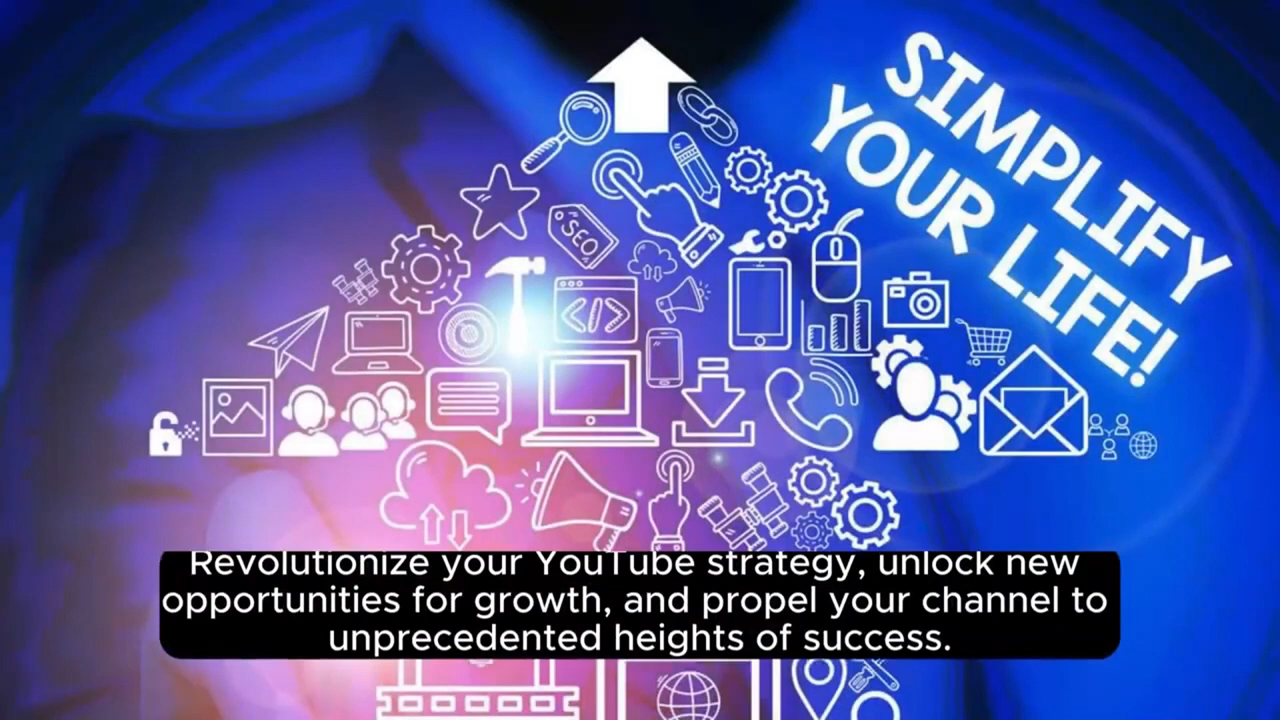 SIMPLIFY
YOUR LIFE!
SEO
</>
Revolutionize your YouTube strategy, unlock new
opportunities for growth, and propel your channel to
unprecedented heights of success.